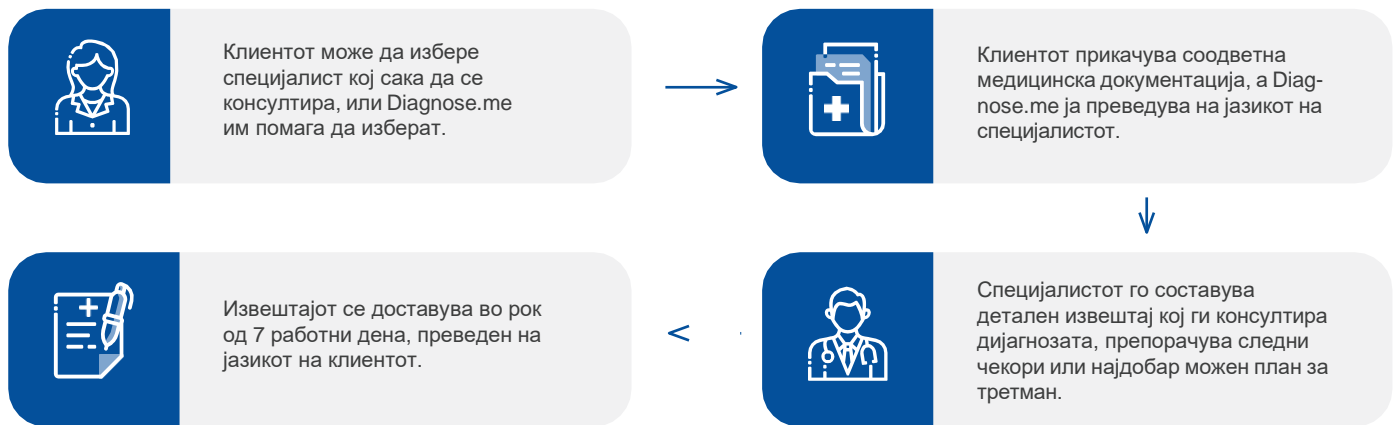 Клиентот може да избере
специјалист кој сака да се
консултира, или Diagnose.me
им помага да изберат.
Клиентот прикачува соодветна
медицинска документација, а Diag-
nose.me ја преведува на јазикот на
специјалистот.
Специјалистот го составува
детален извештај кој ги консултира
дијагнозата, препорачува следни
чекори или најдобар можен план за
третман.
Извештајот се доставува во рок
од 7 работни дена, преведен на
јазикот на клиентот.